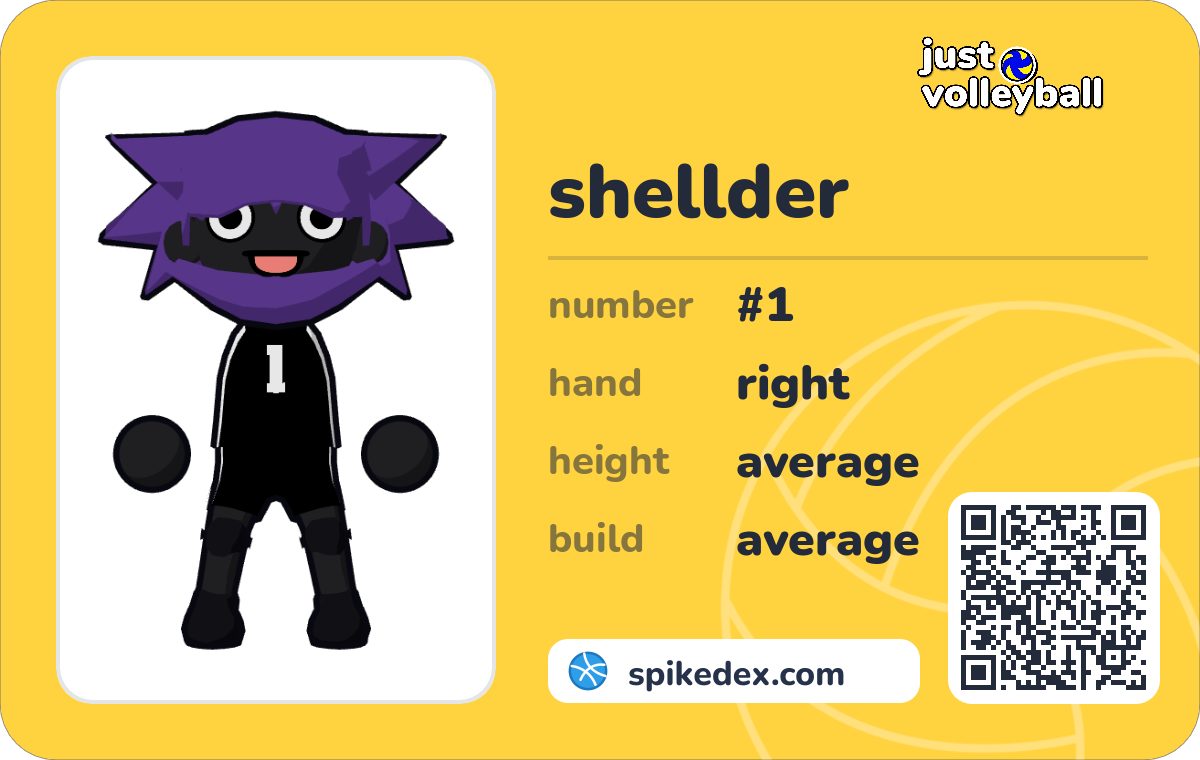 just
volleyball
shellder
number #1
hand right
height average
build average
1
spikedex.com